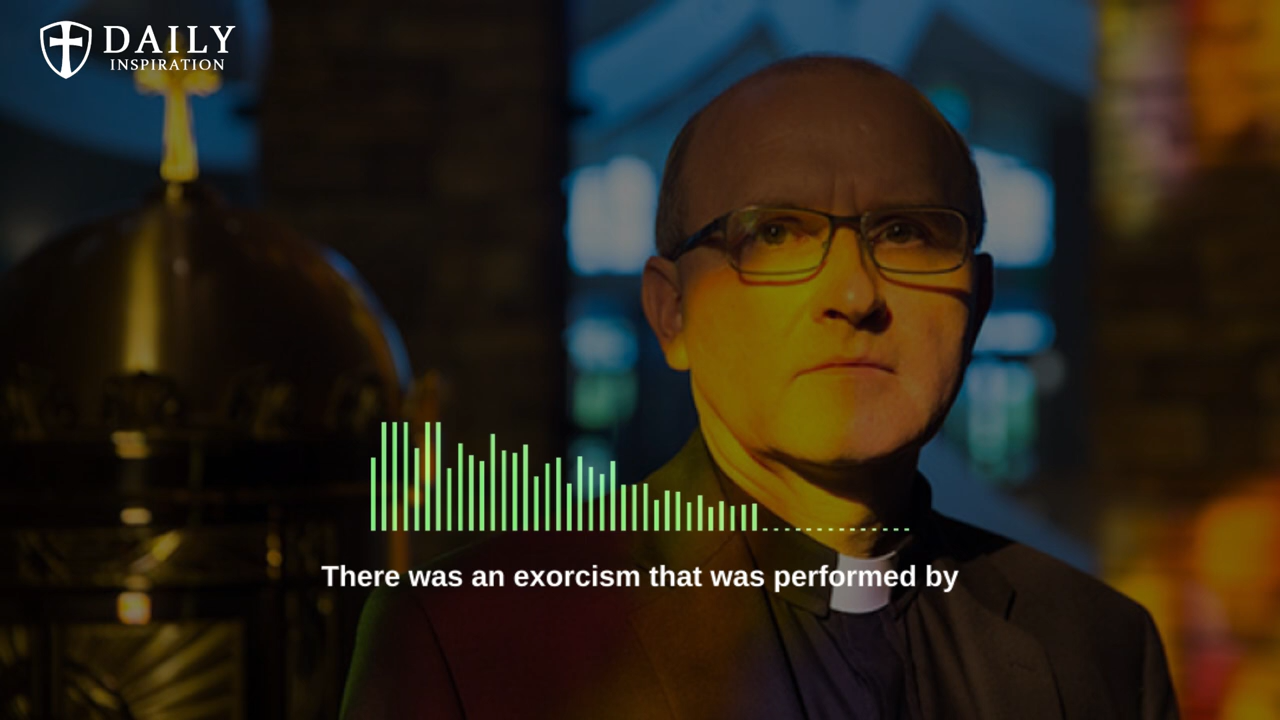 DAILY
INSPIRATION
There was an exorcism that was performed by